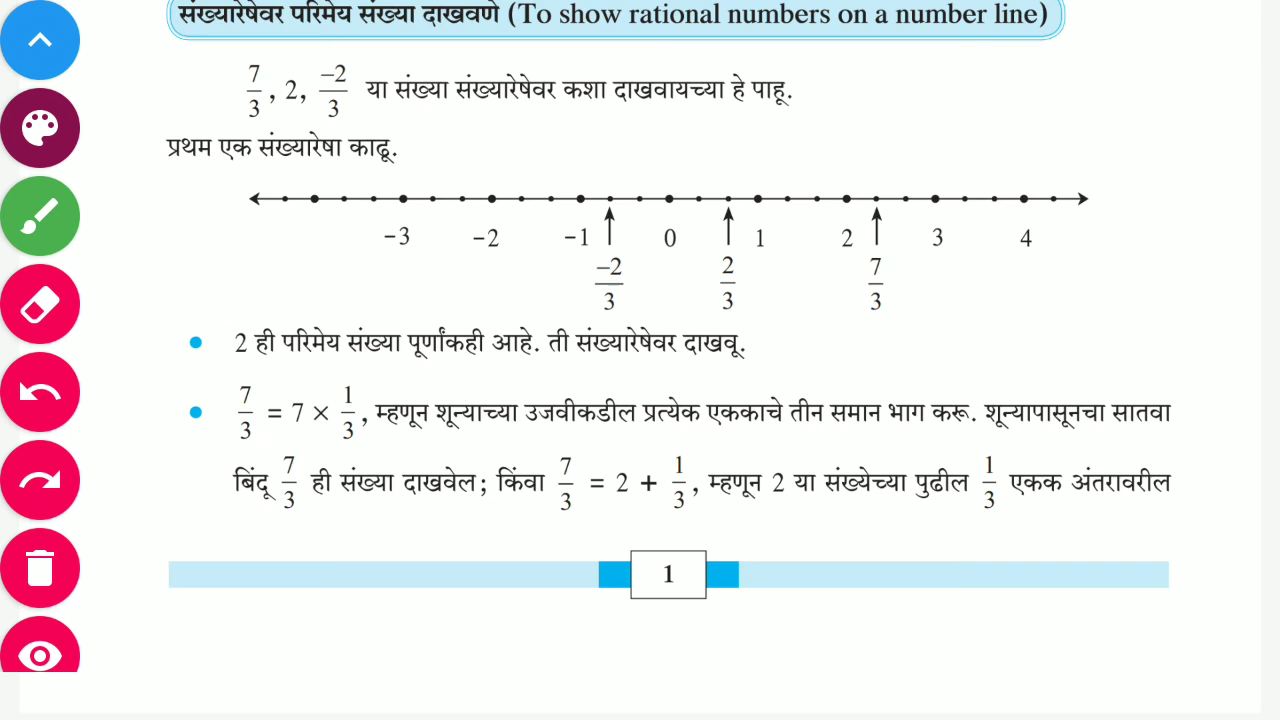 संख्यारेषेवर परिमेय संख्या दाखवणे (To show rational numbers on a number line)
7/3, 2, −2/3 या संख्या संख्यारेषेवर कशा दाखवायच्या हे पाहू.
प्रथम एक संख्यारेषा काढू.
−3 −2 −1 0 1 2 3 4
−2/3 2/3 7/3
• 2 ही परिमेय संख्या पूर्णांकही आहे. ती संख्यारेषेवर दाखवू.
• 7/3 = 7 × 1/3, म्हणून शून्याच्या उजवीकडील प्रत्येक एककाचे तीन समान भाग करू. शून्यापासूनचा सातवा
बिंदू 7/3 ही संख्या दाखवेल; किंवा 7/3 = 2 + 1/3, म्हणून 2 या संख्येच्या पुढील 1/3 एकक अंतरावरील
1